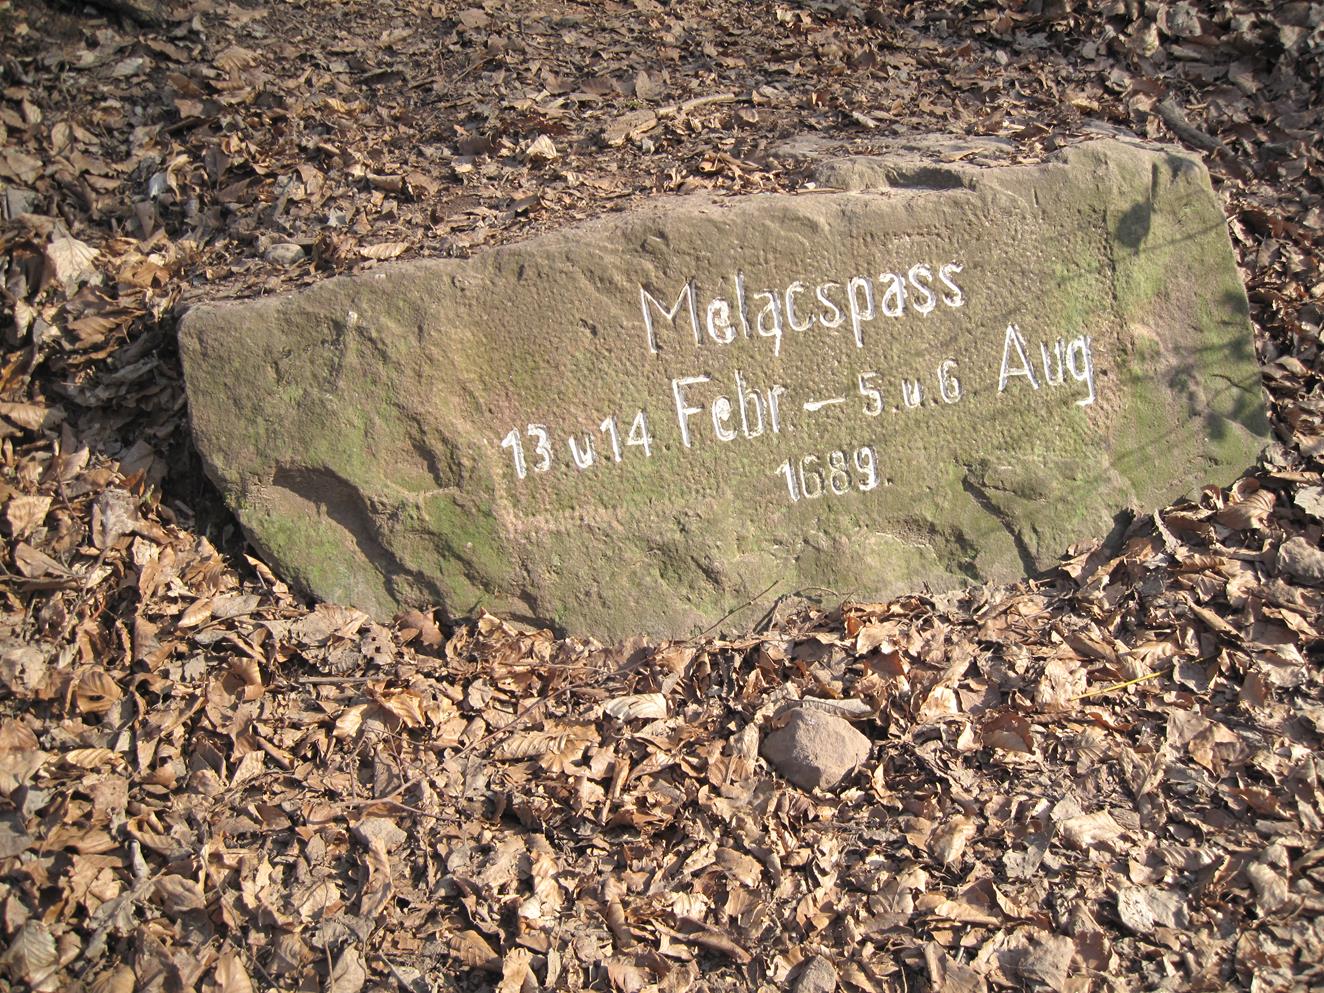 Melacspass
13 u 14 Febr. – 5. u. 6 Aug.
1689.